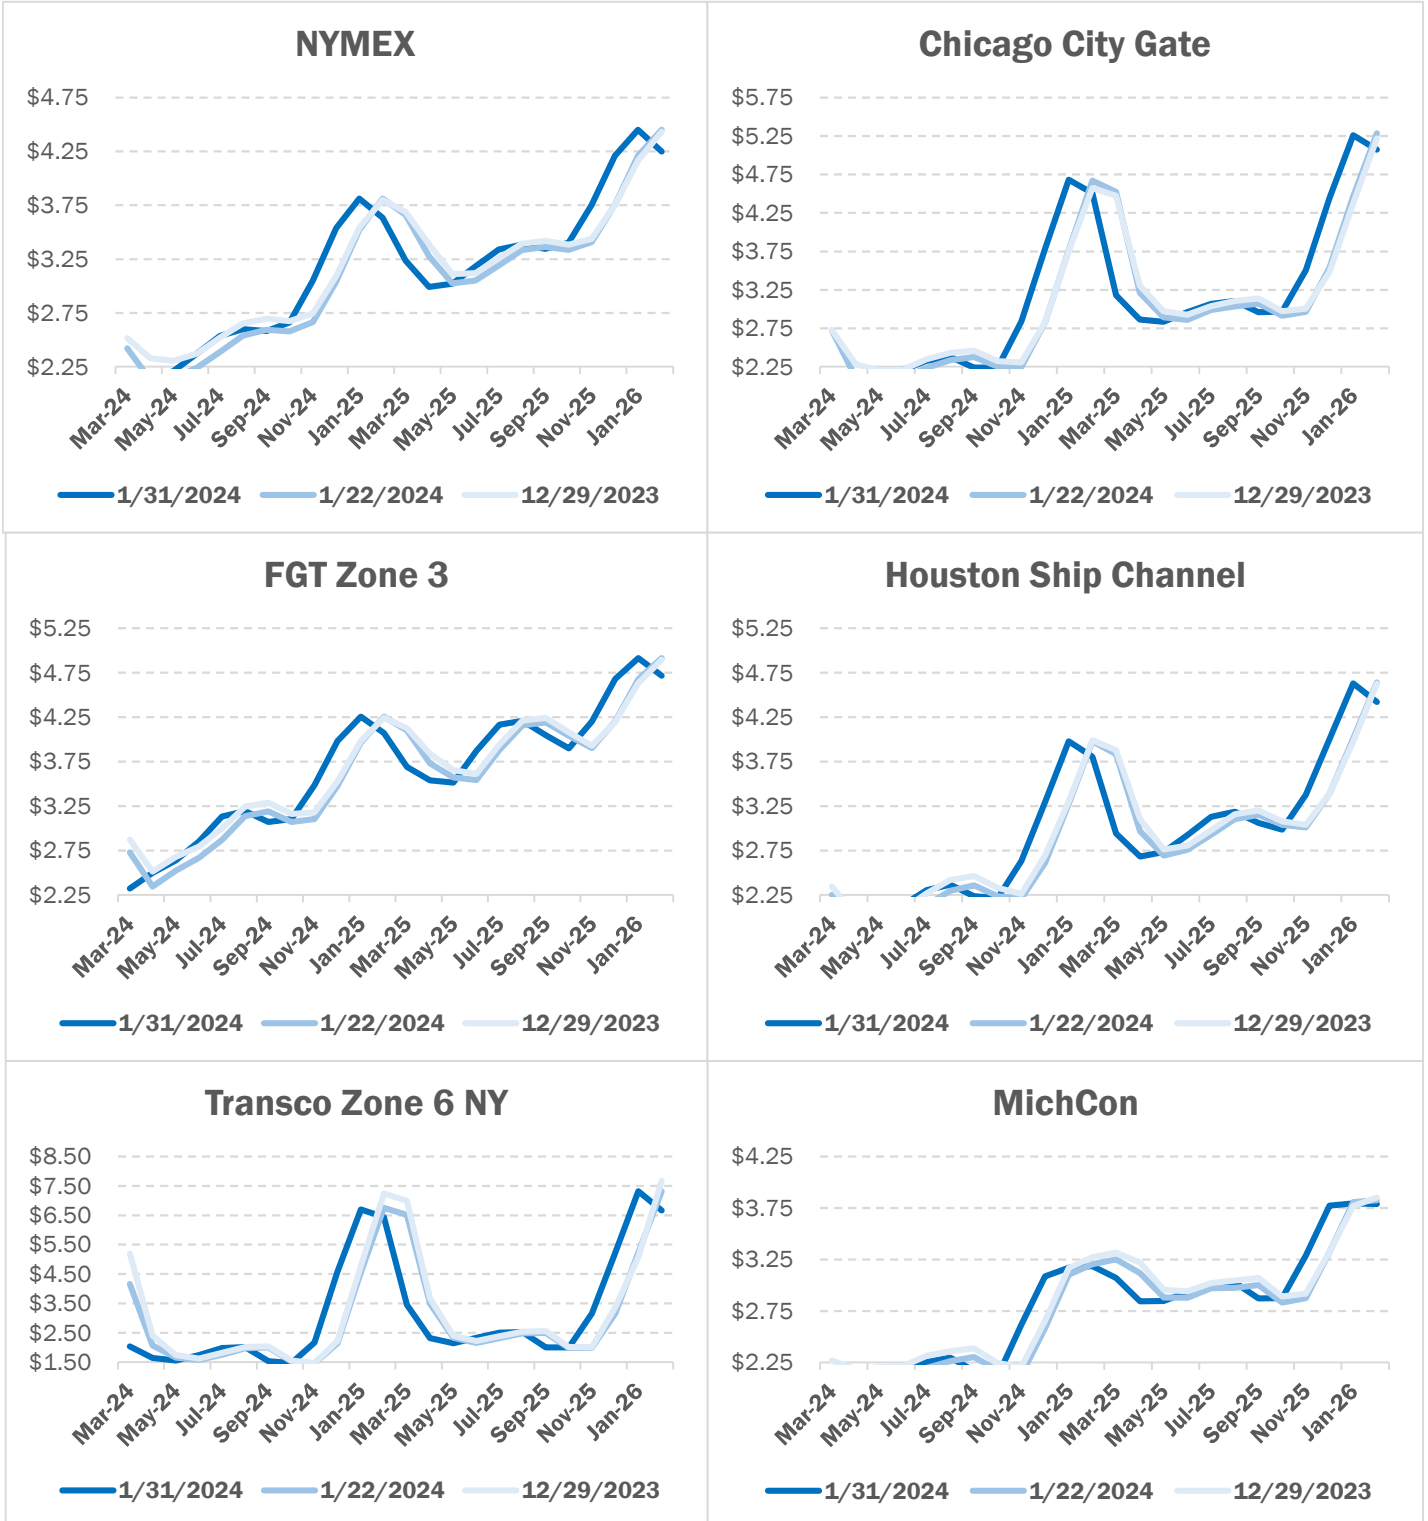 NYMEX
$4.75
$4.25
$3.75
$3.25
$2.75
$2.25
Mar-24 May-24 Jul-24 Sep-24 Nov-24 Jan-25 Mar-25 May-25 Jul-25 Sep-25 Nov-25 Jan-26
1/31/2024 1/22/2024 12/29/2023
Chicago City Gate
$5.75
$5.25
$4.75
$4.25
$3.75
$3.25
$2.75
$2.25
Mar-24 May-24 Jul-24 Sep-24 Nov-24 Jan-25 Mar-25 May-25 Jul-25 Sep-25 Nov-25 Jan-26
1/31/2024 1/22/2024 12/29/2023
FGT Zone 3
$5.25
$4.75
$4.25
$3.75
$3.25
$2.75
$2.25
Mar-24 May-24 Jul-24 Sep-24 Nov-24 Jan-25 Mar-25 May-25 Jul-25 Sep-25 Nov-25 Jan-26
1/31/2024 1/22/2024 12/29/2023
Houston Ship Channel
$5.25
$4.75
$4.25
$3.75
$3.25
$2.75
$2.25
Mar-24 May-24 Jul-24 Sep-24 Nov-24 Jan-25 Mar-25 May-25 Jul-25 Sep-25 Nov-25 Jan-26
1/31/2024 1/22/2024 12/29/2023
Transco Zone 6 NY
$8.50
$7.50
$6.50
$5.50
$4.50
$3.50
$2.50
$1.50
Mar-24 May-24 Jul-24 Sep-24 Nov-24 Jan-25 Mar-25 May-25 Jul-25 Sep-25 Nov-25 Jan-26
1/31/2024 1/22/2024 12/29/2023
MichCon
$4.25
$3.75
$3.25
$2.75
$2.25
Mar-24 May-24 Jul-24 Sep-24 Nov-24 Jan-25 Mar-25 May-25 Jul-25 Sep-25 Nov-25 Jan-26
1/31/2024 1/22/2024 12/29/2023